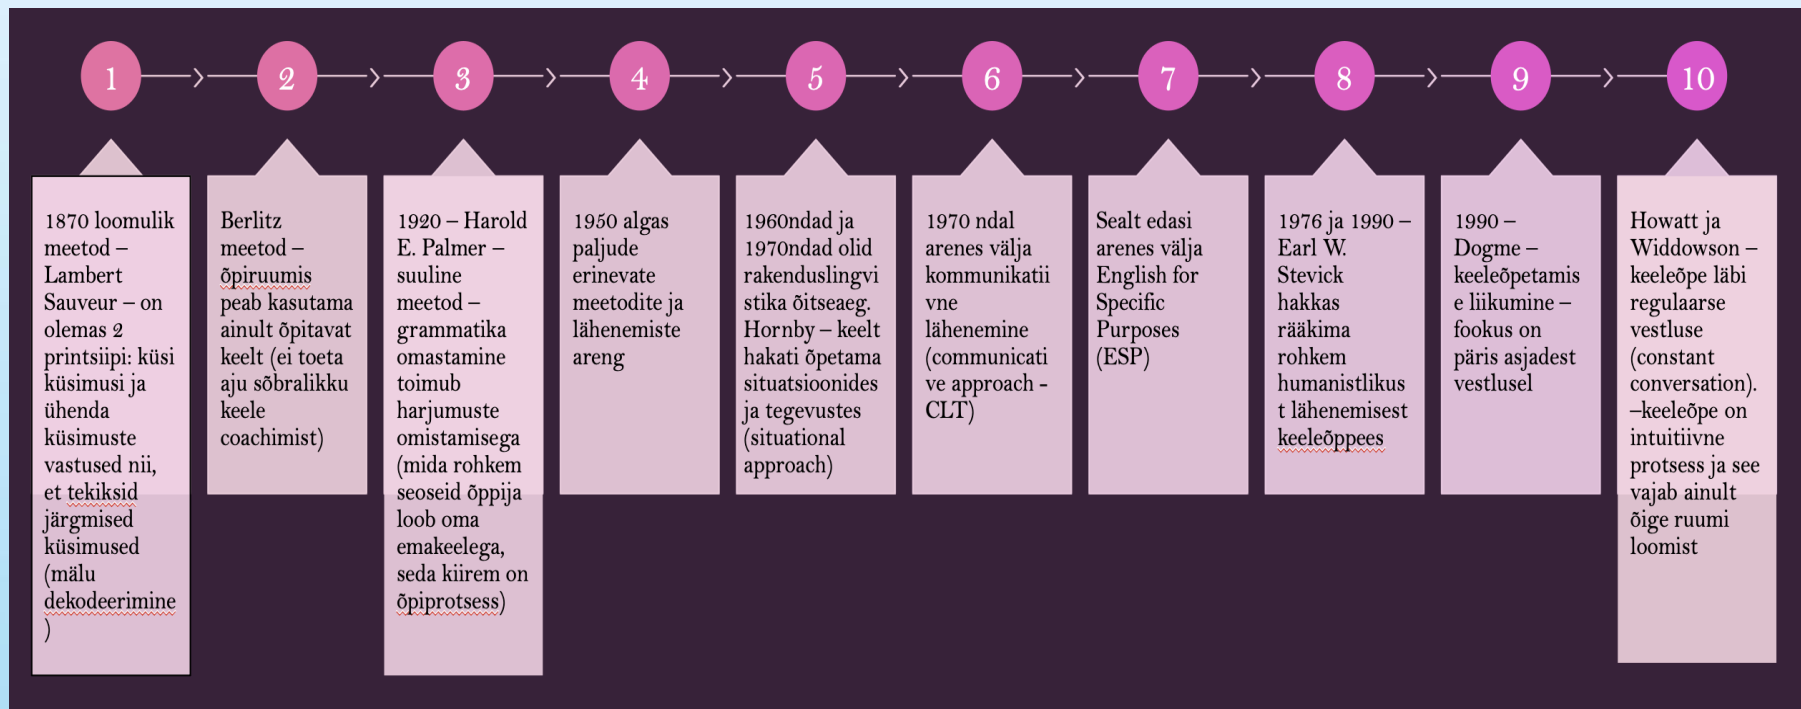 1
2
3
4
5
6
7
8
9
10
1870 loomulik
meetod –
Lambert
Sauveur – on
olemas 2
printsiipi: küsi
küsimusi ja
ühenda
küsimuste
vastused nii,
et tekiksid
järgmised
küsimused
(mälu
dekodeerimine
)
Berlitz
meetod –
õpiruumis
peab kasutama
ainult õpitavat
keelt (ei toeta
aju sõbralikku
keele
coachimist)
1920 – Harold
E. Palmer –
suuline
meetod –
grammatika
omastamine
toimub
harjumuste
omistamisega
(mida rohkem
seoseid õppija
loob oma
emakeelega,
seda kiirem on
õpiprotsess)
1950 algas
paljude
erinevate
meetodite ja
lähenemiste
areng
1960ndad ja
1970ndad olid
rakenduslingvi
stika õitseaeg.
Hornby – keelt
hakati õpetama
situatsioonides
ja tegevustes
(situational
approach)
1970 ndal
arenes välja
kommunikatii
vne
lähenemine
(communicati
ve approach -
CLT)
Sealt edasi
arenes välja
English for
Specific
Purposes
(ESP)
1976 ja 1990 –
Earl W.
Stevick
hakkas
rääkima
rohkem
humanistlikus
t lähenemisest
keeleõppees
1990 –
Dogme –
keeleõpetamis
e liikumine –
fookus on
päris asjadest
vestlusel
Howatt ja
Widdowson –
keeleõpe läbi
regulaarse
vestluse
(constant
conversation).
–keeleõpe on
intuitiivne
protsess ja see
vajab ainult
õige ruumi
loomist